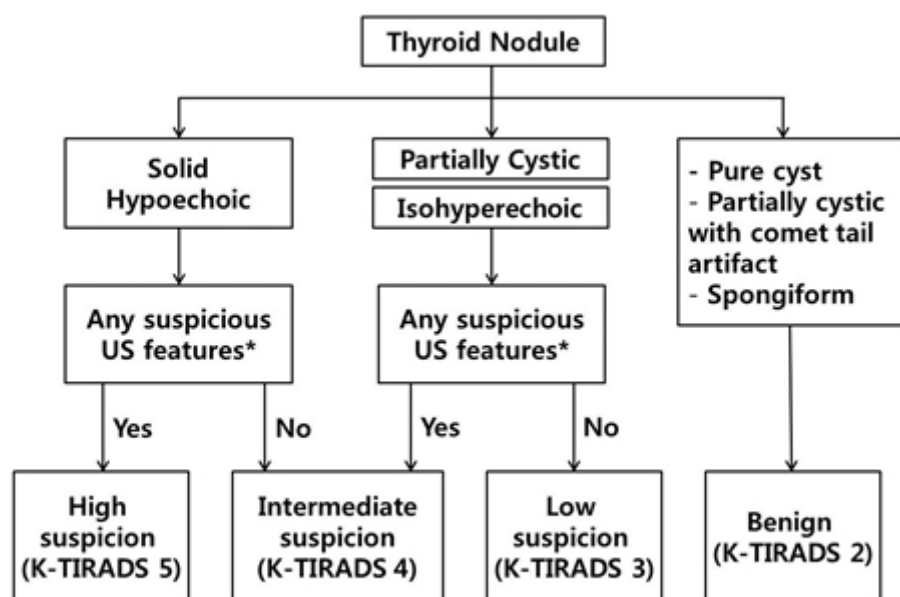 Thyroid Nodule
Solid
Hypoechoic
Partially Cystic
Isohyperechoic
- Pure cyst
- Partially cystic
with comet tail
artifact
- Spongiform
Any suspicious
US features*
Any suspicious
US features*
Yes
No
Yes
No
High
suspicion
(K-TIRADS 5)
Intermediate
suspicion
(K-TIRADS 4)
Low
suspicion
(K-TIRADS 3)
Benign
(K-TIRADS 2)